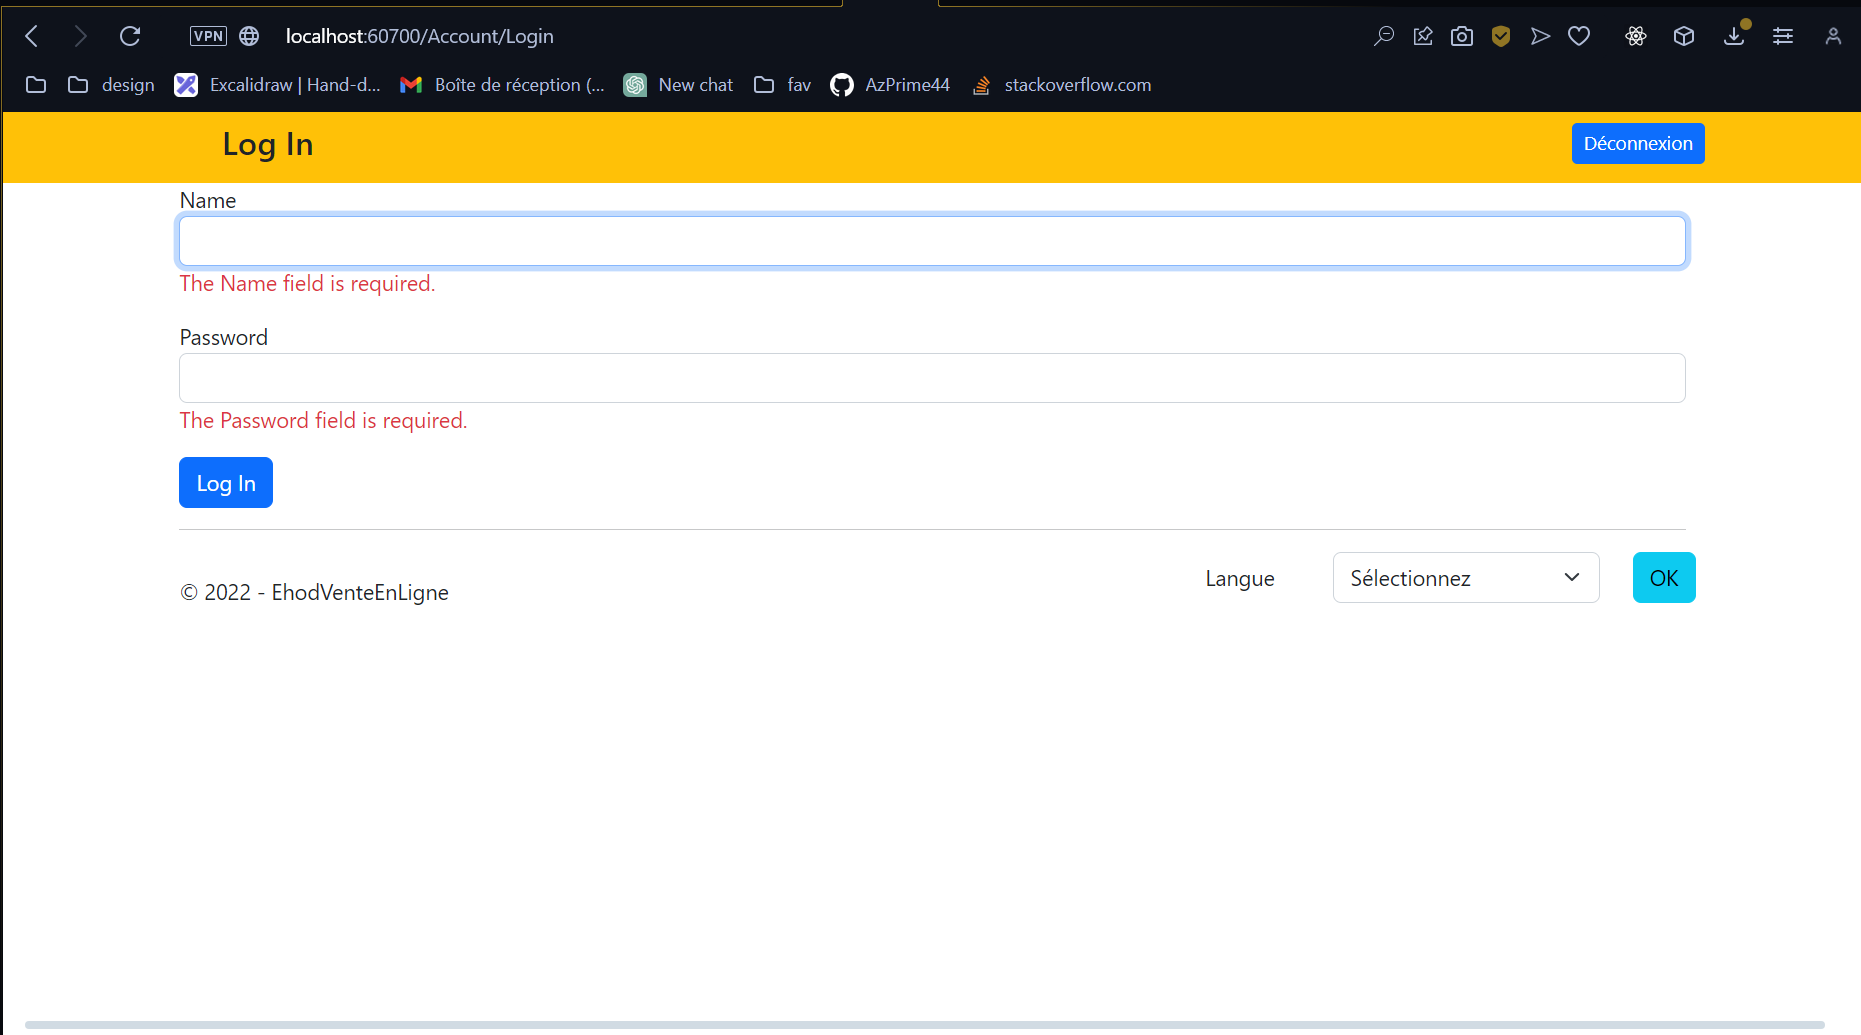 VPN localhost:60700/Account/Login
design Excalidraw | Hand-d... Boîte de réception (... New chat fav AzPrime44 stackoverflow.com
Log In Déconnexion
Name
The Name field is required.
Password
The Password field is required.
Log In
© 2022 - EhodVenteEnLigne Langue Sélectionnez OK